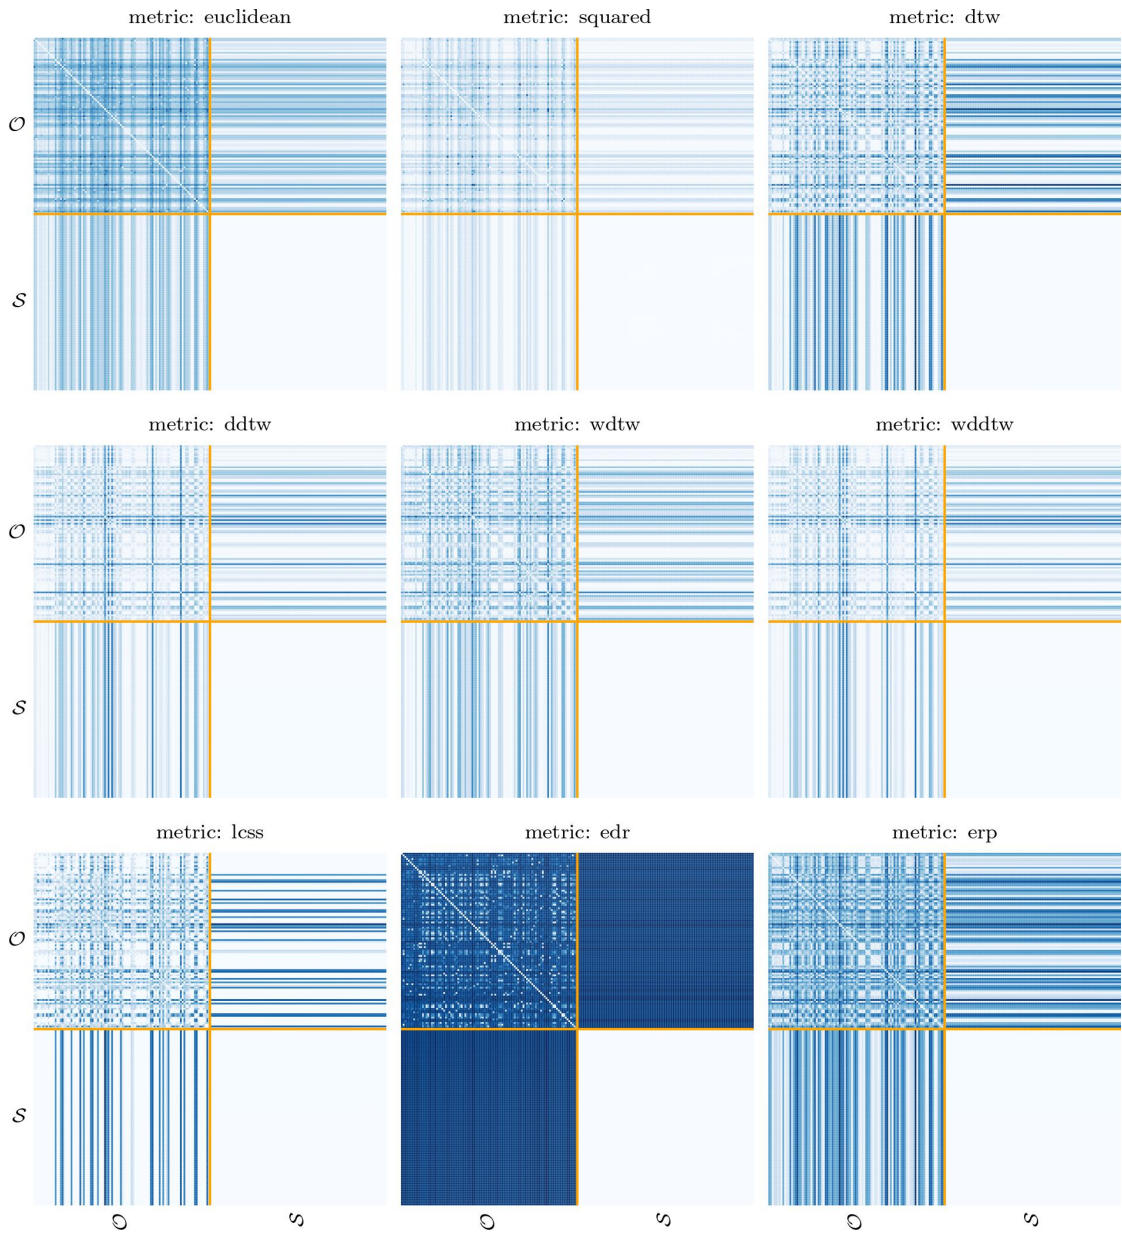 metric: euclidean metric: squared metric: dtw
𝒪
𝒮
metric: ddtw metric: wdtw metric: wddtw
𝒪
𝒮
metric: lcss metric: edr metric: erp
𝒪
𝒮
𝒪 𝒮 𝒪 𝒮 𝒪 𝒮